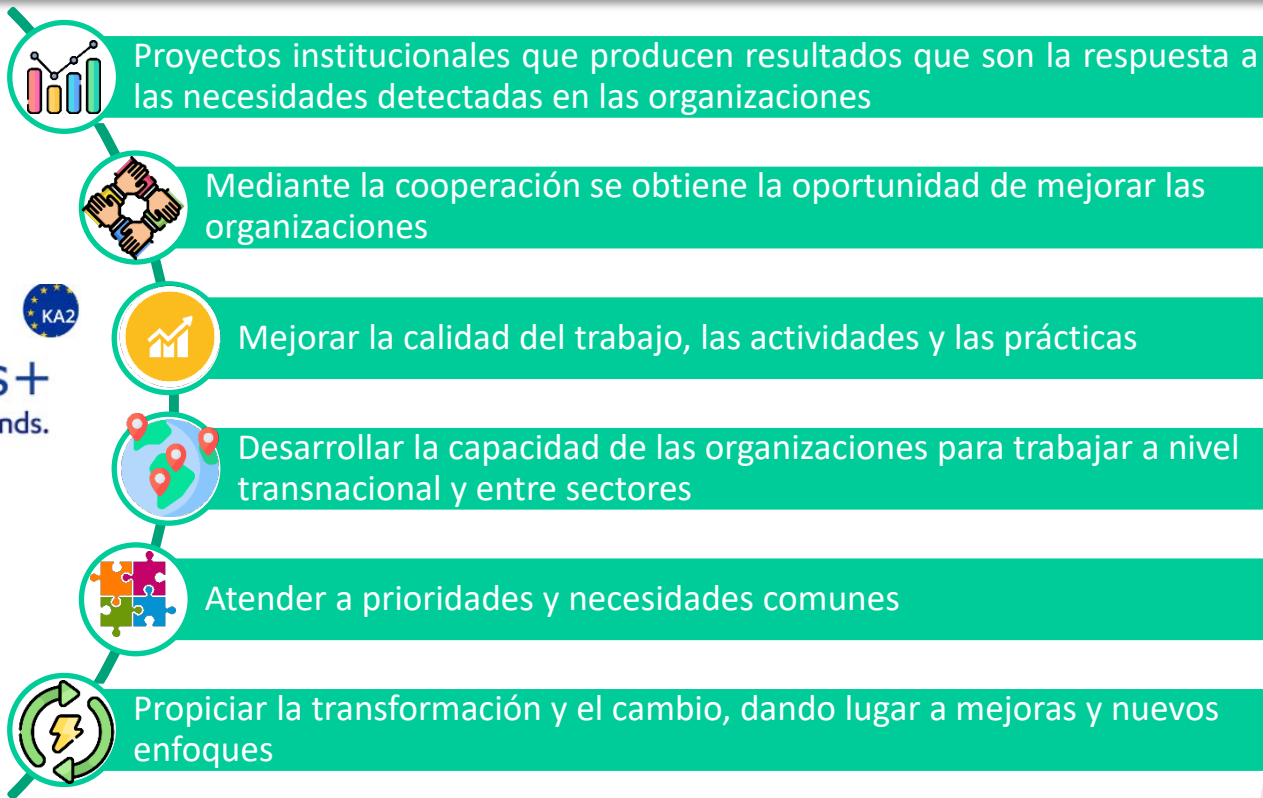 Proyectos institucionales que producen resultados que son la respuesta a
las necesidades detectadas en las organizaciones
Mediante la cooperación se obtiene la oportunidad de mejorar las
organizaciones
KA2
s+
nds.
Mejorar la calidad del trabajo, las actividades y las prácticas
Desarrollar la capacidad de las organizaciones para trabajar a nivel
transnacional y entre sectores
Atender a prioridades y necesidades comunes
Propiciar la transformación y el cambio, dando lugar a mejoras y nuevos
enfoques